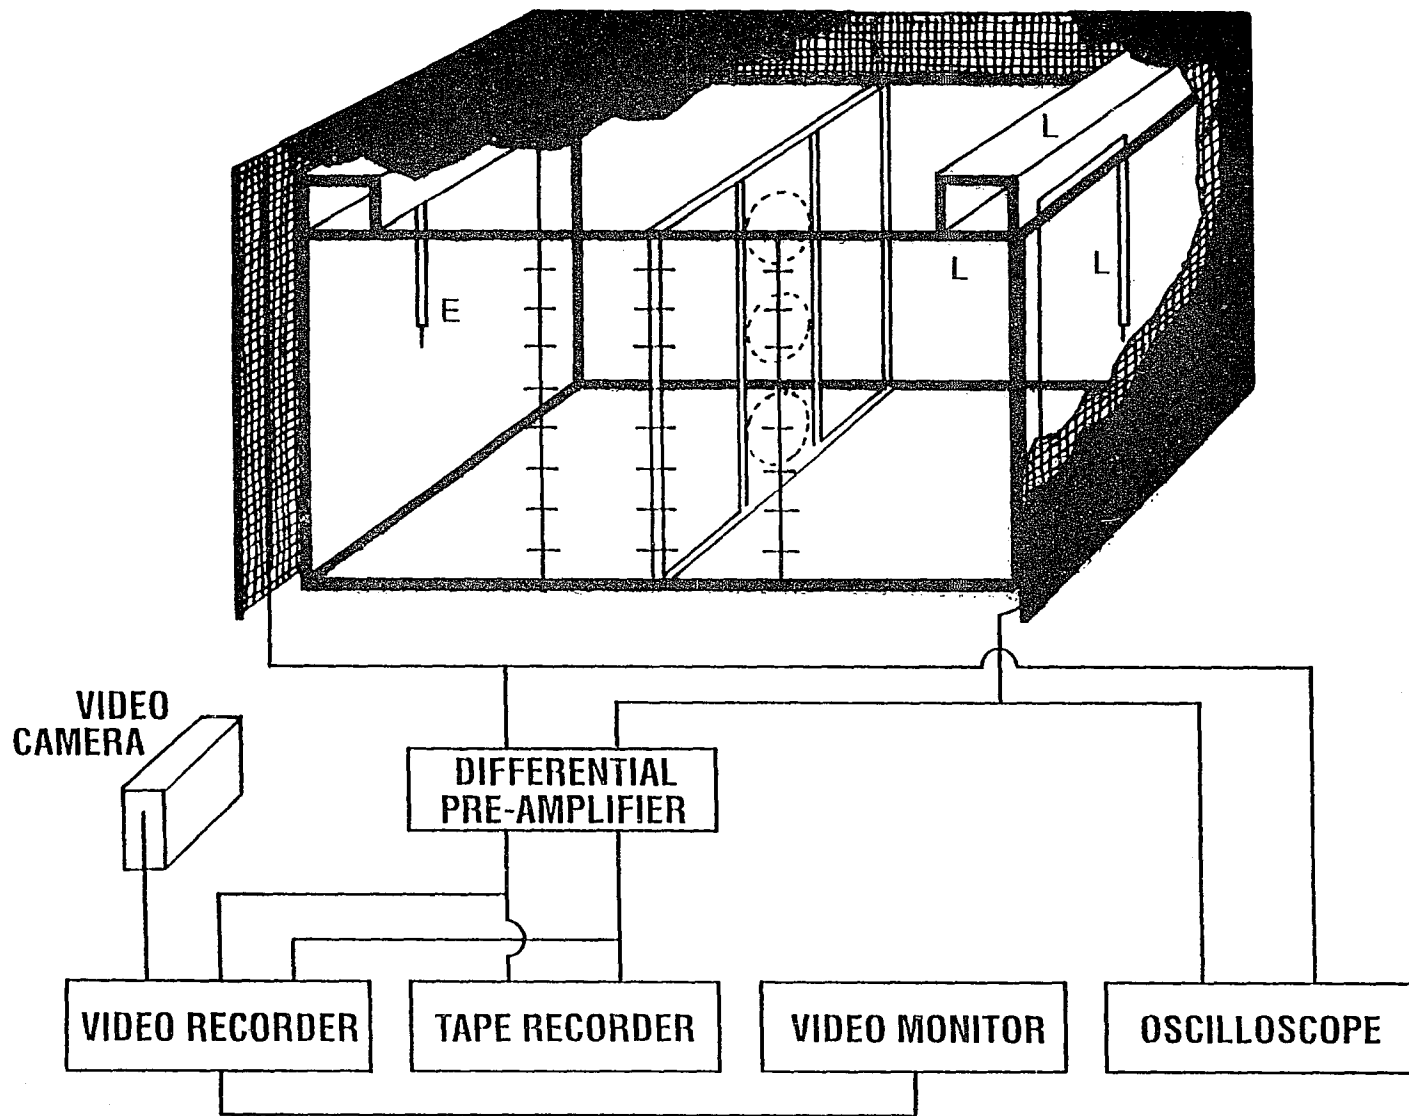 L
L
L
E
VIDEO
CAMERA
DIFFERENTIAL
PRE-AMPLIFIER
VIDEO RECORDER
TAPE RECORDER
VIDEO MONITOR
OSCILLOSCOPE